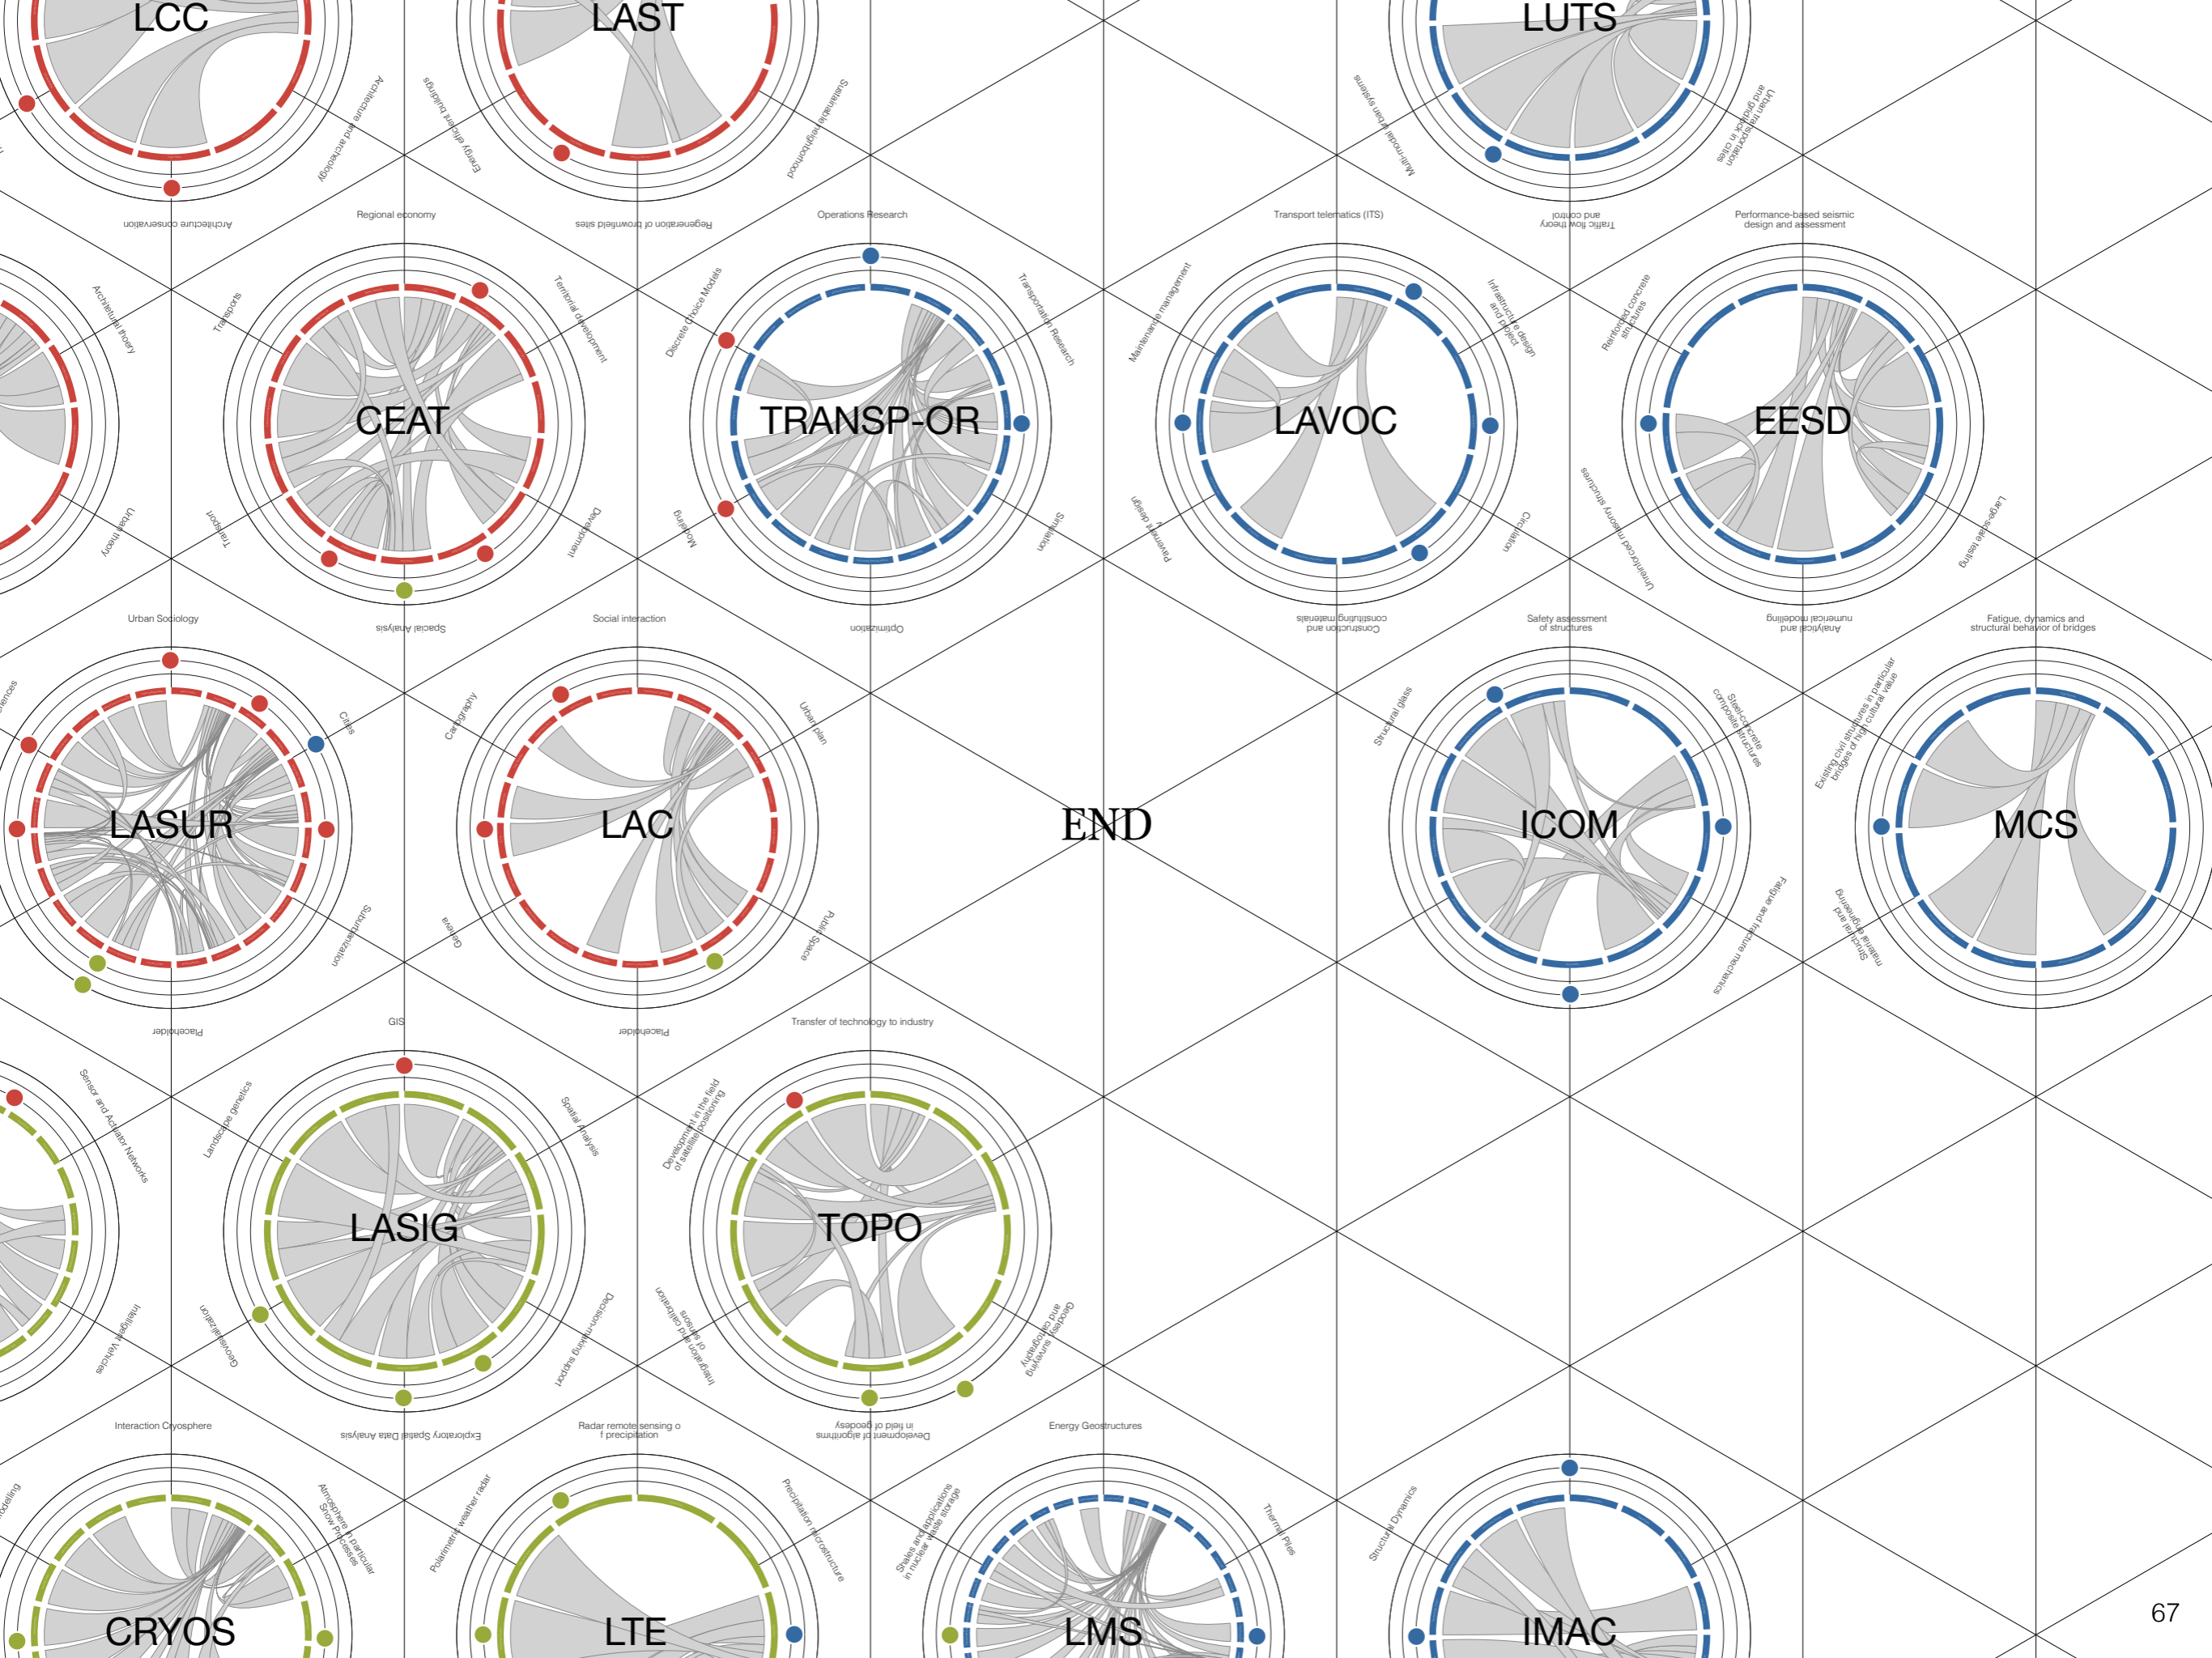 LCC
LAST
LUTS
Architecture and archeology
Energy efficient buildings
Sustainable neighborhood
Multi-modal urban systems
Urban transportation
and gridlock in cities
Architecture conservation
Regional economy
Regeneration of brownfield sites
Operations Research
Transport telematics (ITS)
Traffic flow theory
and control
Performance-based seismic
design and assessment
Architetural thoery
Transports
Territorial development
Discrete Choice Models
Transportation Research
Maintenance management
Infrastructure design
and project
Reinforced concrete
structures
CEAT
TRANSP-OR
LAVOC
EESD
Urban theory
Transport
Development
Modeling
Simulation
Pavement design
Circulation
Unreinforced masonry structures
Large-scale testing
Urban Sociology
Spacial Analysis
Social interaction
Optimization
Construction and
constituting materials
Safety assessment
of structures
Analytical and
numerical modelling
Fatigue, dynamics and
structural behavior of bridges
Cities
Cartography
Urban plan
Structural glass
Steel-concrete
composite structures
Existing civil structures in particular
bridges of high cultural value
LASUR
LAC
END
ICOM
MCS
Suburbanization
Geneva
Public Space
Fatigue and fracture mechanics
Structural and
material engineering
Placeholder
GIS
Placeholder
Transfer of technology to industry
Sensor and Actuator Networks
Landscape genetics
Spatial Analysis
Development in the field
of satellite positioning
LASIG
TOPO
Intelligent Vehicles
Geovisualization
Decision-making support
Integration and calibration
of sensors
Geodesy, surveying
and cartography
Interaction Cryosphere
Exploratory Spatial Data Analysis
Radar remote sensing o
f precipitation
Development of algorithms
in field of geodesy
Energy Geostructures
Atmosphere in particular
Snow Processes
Polarimetric weather radar
Precipitation microstructure
Shales and applications
in nuclear waste storage
Thermal Piles
Structural Dynamics
CRYOS
LTE
LMS
IMAC
67